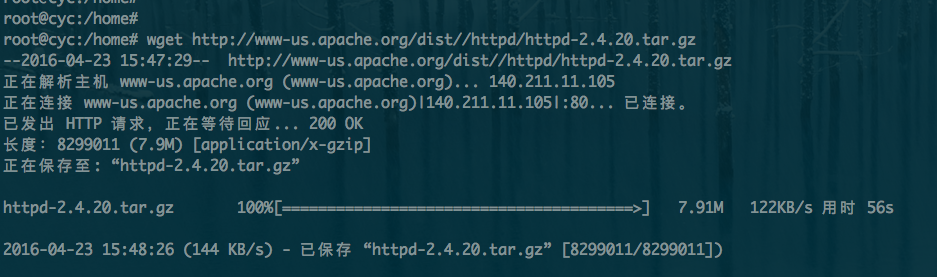 root@cyc:/home#
root@cyc:/home#
root@cyc:/home# wget http://www-us.apache.org/dist//httpd/httpd-2.4.20.tar.gz
--2016-04-23 15:47:29--  http://www-us.apache.org/dist//httpd/httpd-2.4.20.tar.gz
正在解析主机 www-us.apache.org (www-us.apache.org)... 140.211.11.105
正在连接 www-us.apache.org (www-us.apache.org)|140.211.11.105|:80... 已连接。
已发出 HTTP 请求，正在等待回应... 200 OK
长度：8299011 (7.9M) [application/x-gzip]
正在保存至: “httpd-2.4.20.tar.gz”
httpd-2.4.20.tar.gz 100%[=======================================>] 7.91M 122KB/s 用时 56s
2016-04-23 15:48:26 (144 KB/s) - 已保存 “httpd-2.4.20.tar.gz” [8299011/8299011])